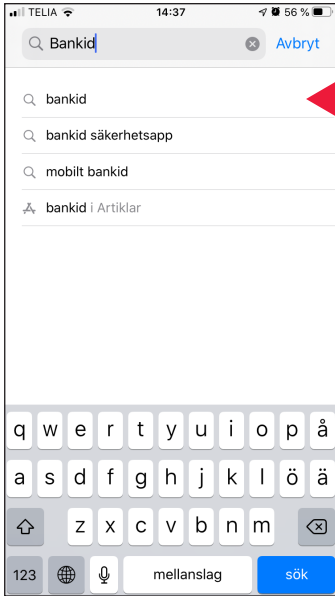 TELIA 14:37 56 %
Bankid Avbryt
bankid
bankid säkerhetsapp
mobilt bankid
bankid i Artiklar
q w e r t y u i o p å
a s d f g h j k l ö ä
z x c v b n m
123 mellanslag sök